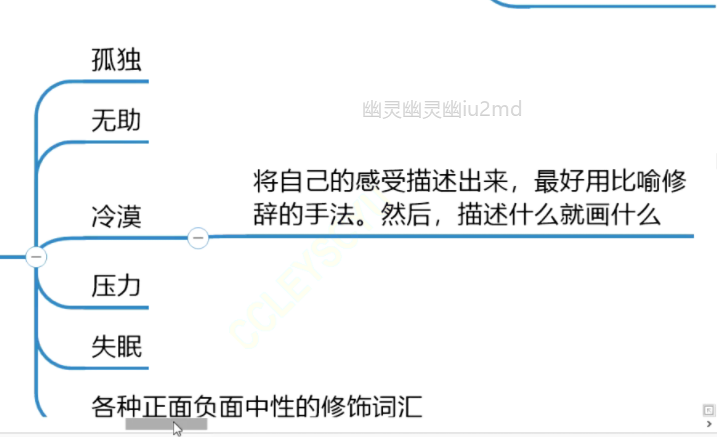 孤独
幽灵幽灵幽iu2md
无助
将自己的感受描述出来，最好用比喻修
辞的手法。然后，描述什么就画什么
冷漠
压力
失眠
各种正面负面中性的修饰词汇